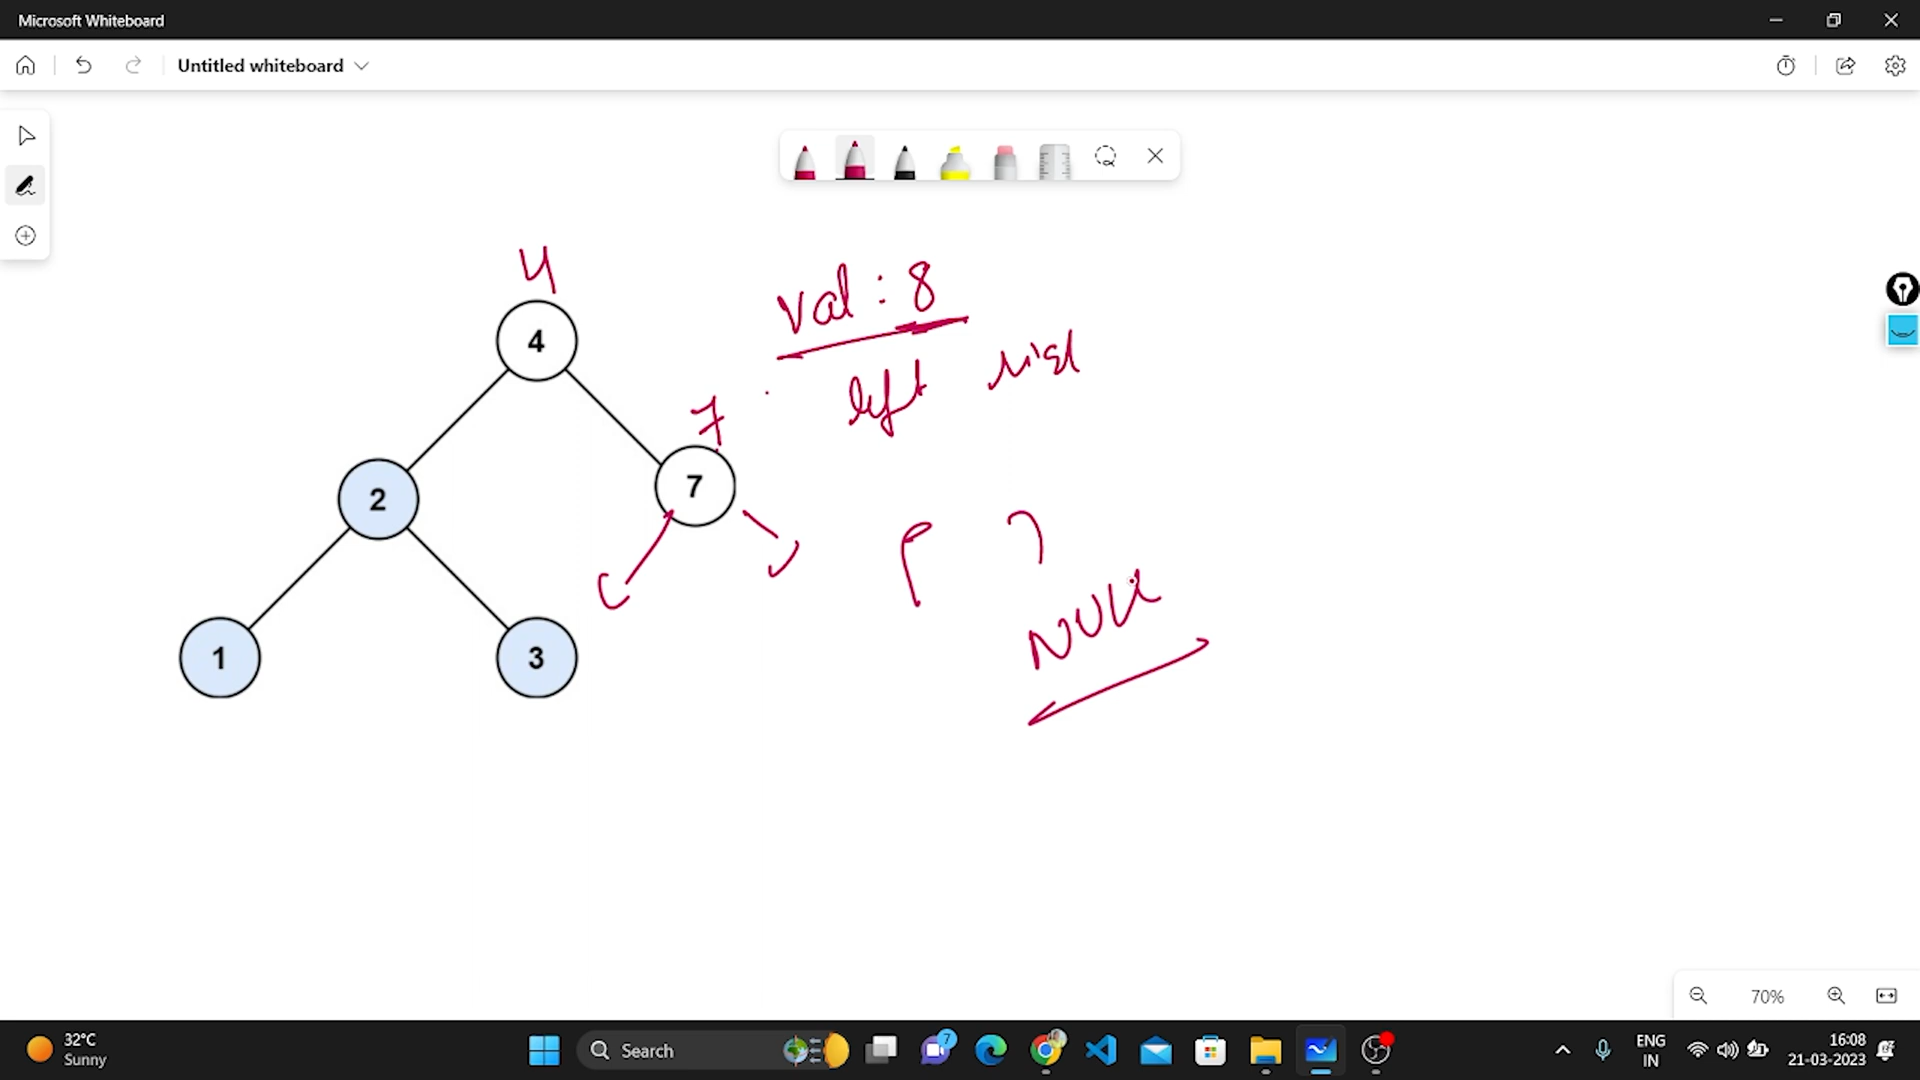 Microsoft Whiteboard
Untitled whiteboard
4
val : 8
4
left
7
7
2
NULL
1
3
70%
32°C
Sunny
Search
7
ENG
IN
16:08
21-03-2023